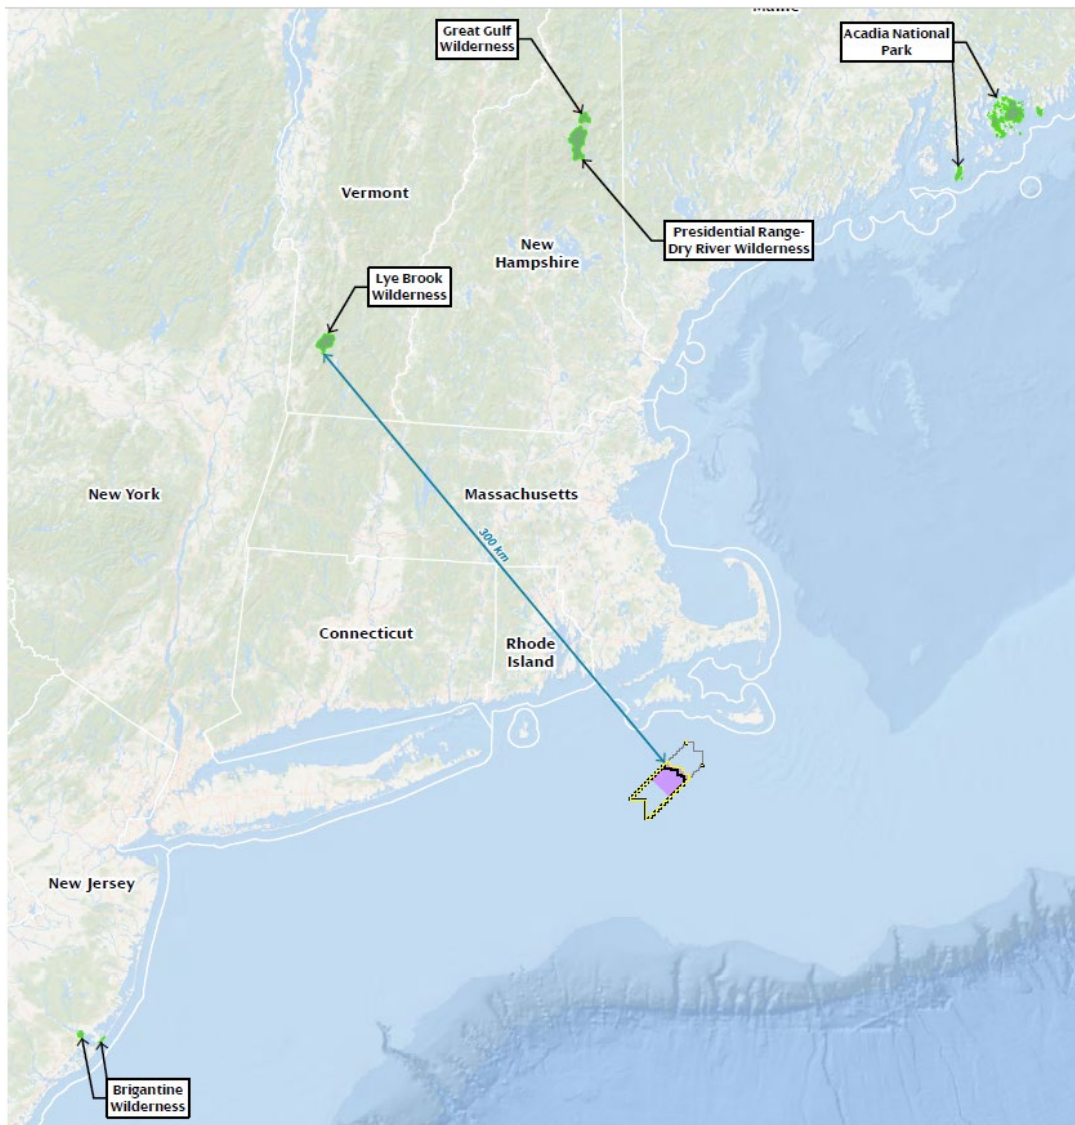 Maine
Great Gulf
Wilderness
Acadia National
Park
Vermont
Presidential Range-
Dry River Wilderness
New
Hampshire
Lye Brook
Wilderness
New York
Massachusetts
300 km
Connecticut
Rhode
Island
New Jersey
Brigantine
Wilderness